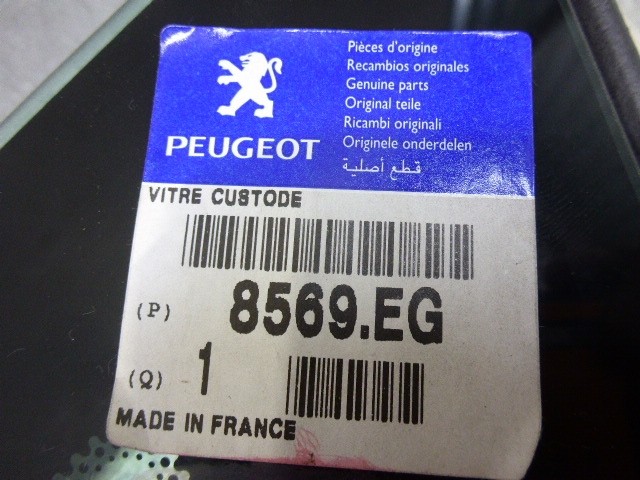 Pièces d'origine
Recambios originales
Genuine parts
Original teile
Ricambi originali
Originele onderdelen
قطع أصلية
PEUGEOT
VITRE CUSTODE
(P) 8569.EG
(Q) 1
MADE IN FRANCE